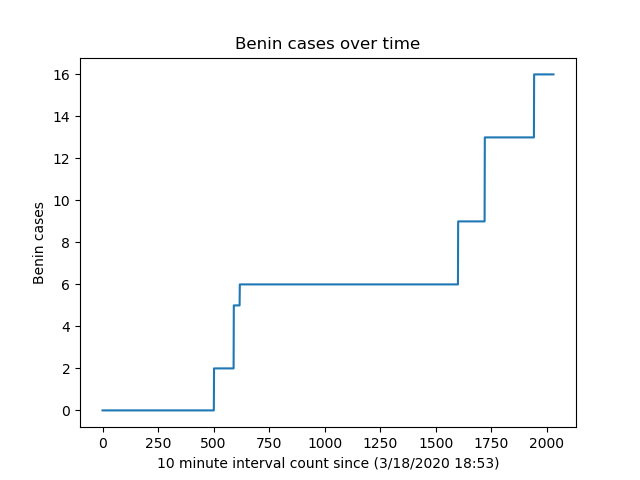 Benin cases over time
16
14
12
10
8
6
4
2
0
Benin cases
0 250 500 750 1000 1250 1500 1750 2000
10 minute interval count since (3/18/2020 18:53)